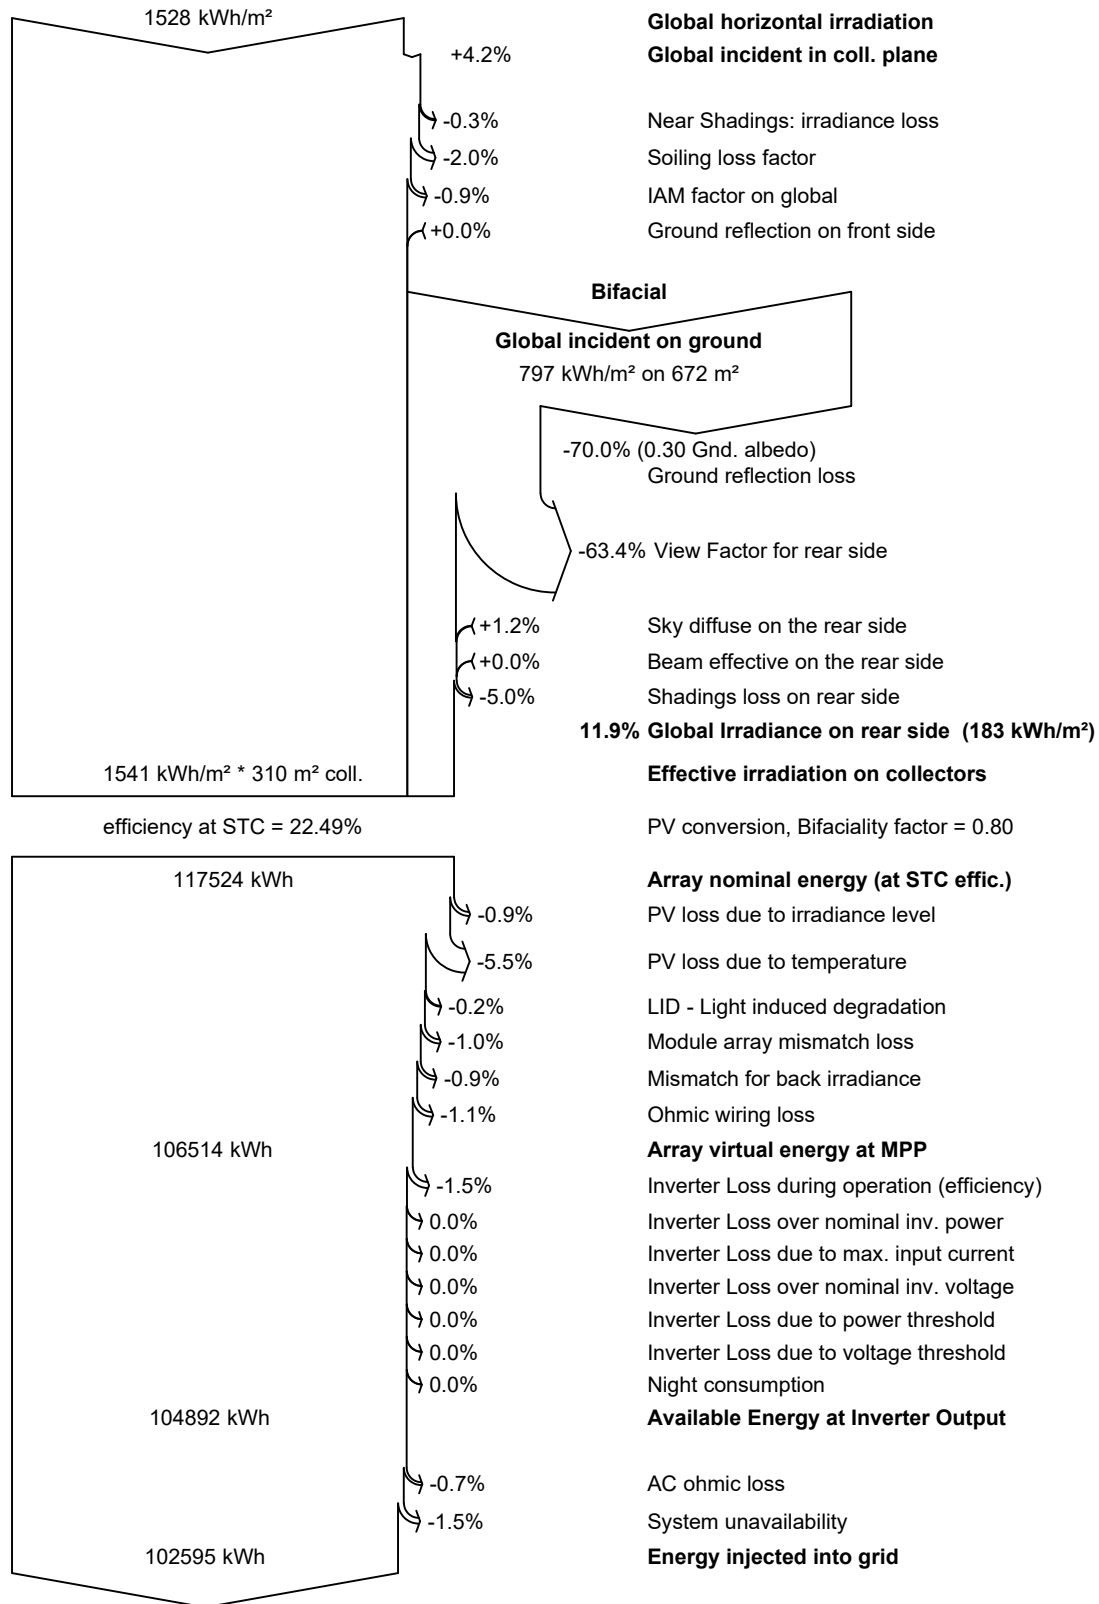 1528 kWh/m² Global horizontal irradiation
+4.2% Global incident in coll. plane
-0.3% Near Shadings: irradiance loss
-2.0% Soiling loss factor
-0.9% IAM factor on global
+0.0% Ground reflection on front side
Bifacial
Global incident on ground
797 kWh/m² on 672 m²
-70.0% (0.30 Gnd. albedo)
Ground reflection loss
-63.4% View Factor for rear side
+1.2% Sky diffuse on the rear side
+0.0% Beam effective on the rear side
-5.0% Shadings loss on rear side
11.9% Global Irradiance on rear side (183 kWh/m²)
1541 kWh/m² * 310 m² coll. Effective irradiation on collectors
efficiency at STC = 22.49% PV conversion, Bifaciality factor = 0.80
117524 kWh Array nominal energy (at STC effic.)
-0.9% PV loss due to irradiance level
-5.5% PV loss due to temperature
-0.2% LID - Light induced degradation
-1.0% Module array mismatch loss
-0.9% Mismatch for back irradiance
-1.1% Ohmic wiring loss
106514 kWh Array virtual energy at MPP
-1.5% Inverter Loss during operation (efficiency)
0.0% Inverter Loss over nominal inv. power
0.0% Inverter Loss due to max. input current
0.0% Inverter Loss over nominal inv. voltage
0.0% Inverter Loss due to power threshold
0.0% Inverter Loss due to voltage threshold
0.0% Night consumption
104892 kWh Available Energy at Inverter Output
-0.7% AC ohmic loss
-1.5% System unavailability
102595 kWh Energy injected into grid